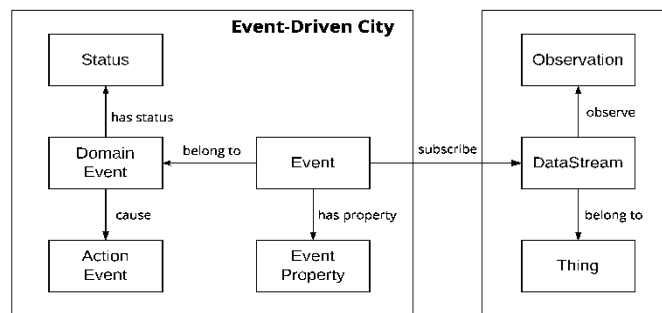 Event-Driven City
Status
Observation
has status
observe
Domain
Event
belong to
Event
subscribe
DataStream
cause
has property
belong to
Action
Event
Event
Property
Thing